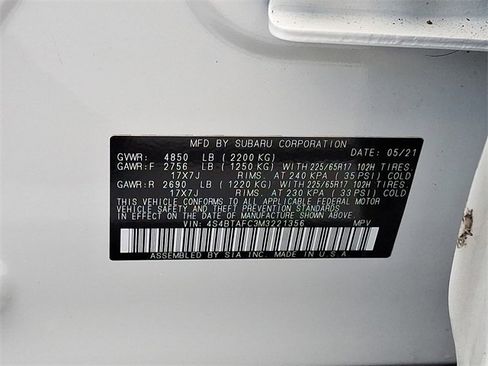 MFD BY SUBARU CORPORATION
GVWR: 4850 LB (2200 KG) DATE: 05/21
GAWR:F 2756 LB (1250 KG) WITH 225/65R17 102H TIRES,
17X7J RIMS, AT 240 KPA (35 PSI) COLD
GAWR:R 2690 LB (1220 KG) WITH 225/65R17 102H TIRES,
17X7J RIMS, AT 230 KPA (33 PSI) COLD
THIS VEHICLE CONFORMS TO ALL APPLICABLE FEDERAL MOTOR
VEHICLE SAFETY AND THEFT PREVENTION STANDARDS
IN EFFECT ON THE DATE OF MANUFACTURE SHOWN ABOVE.
VIN: 4S4BTAFC3M3221356 MPV
ASSEMBLED BY SIA INC. MADE IN U.S.A.